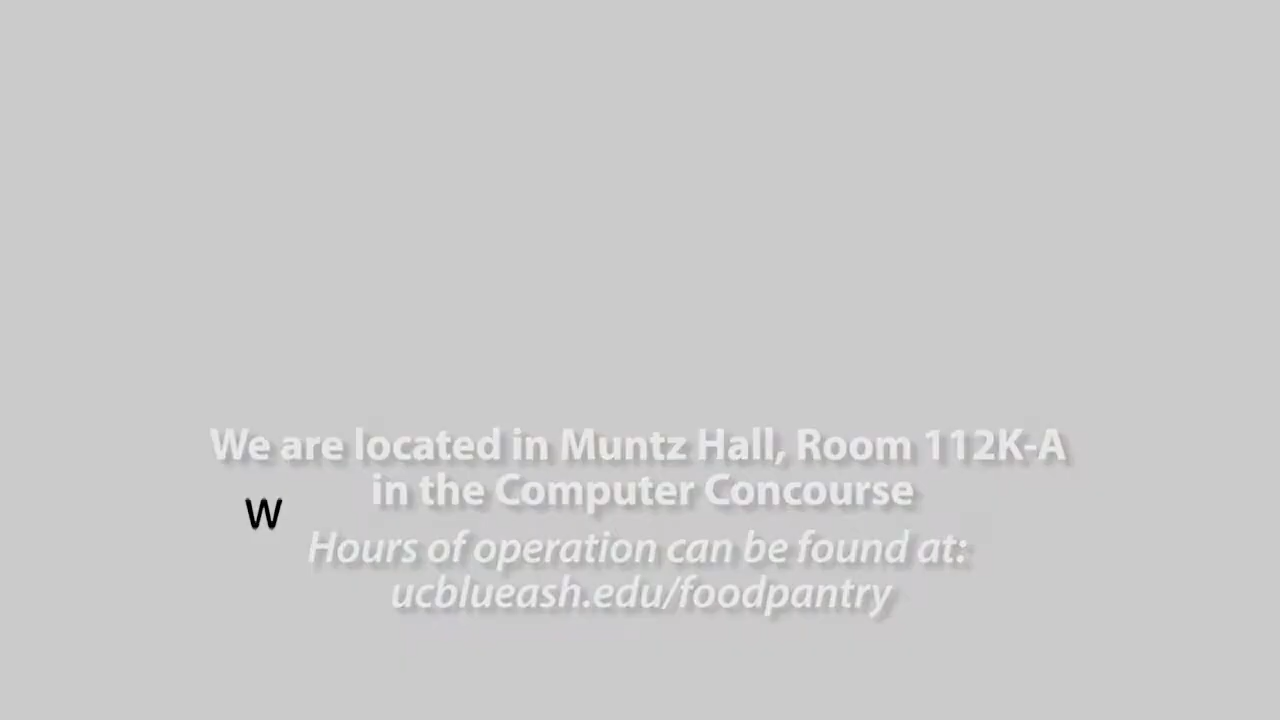 We are located in Muntz Hall, Room 112K-A
in the Computer Concourse
w
Hours of operation can be found at:
ucblueash.edu/foodpantry